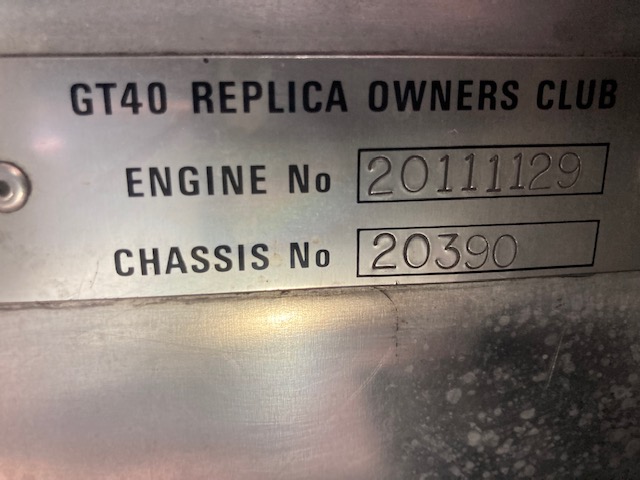 GT40 REPLICA OWNERS CLUB
ENGINE No 20111129
CHASSIS No 20390